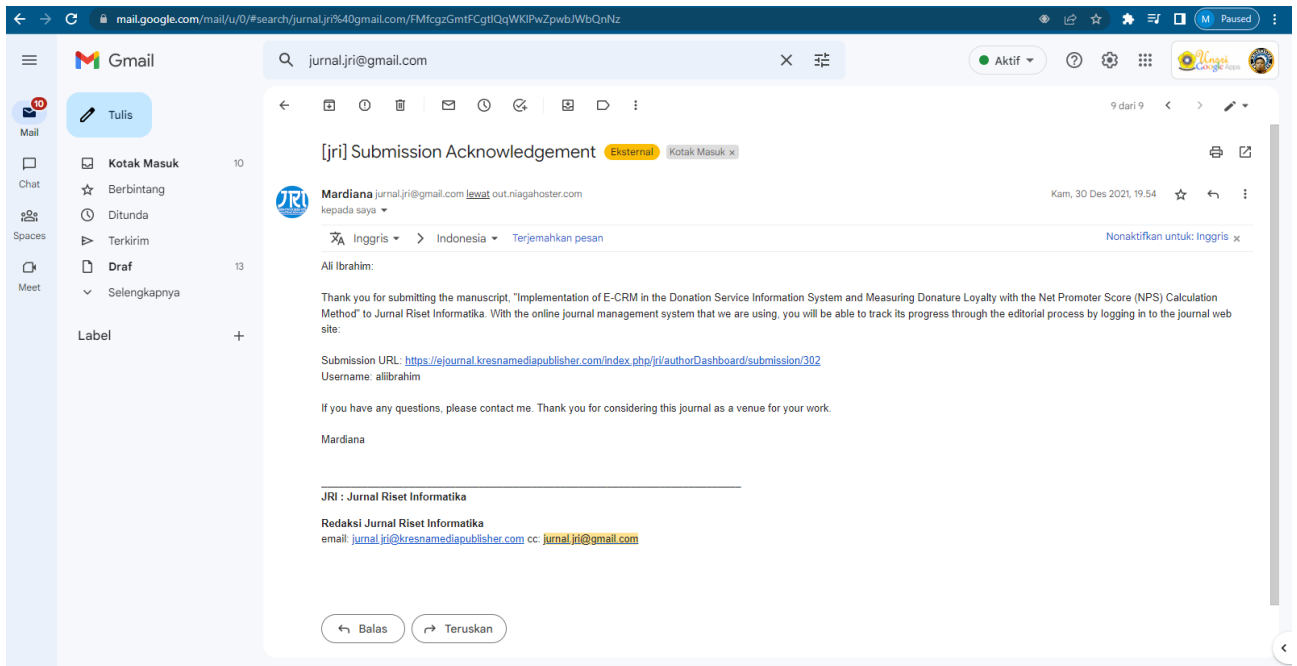 mail.google.com/mail/u/0/#search/jurnal.jri%40gmail.com/FMfcgzGmtFCgtlQqWKlPwZpwbJWbQnNz
M Paused
Gmail
jurnal.jri@gmail.com
Aktif
10
Mail
Chat
Spaces
Meet
Tulis
Kotak Masuk 10
Berbintang
Ditunda
Terkirim
Draf 13
Selengkapnya
Label
9 dari 9
[jri] Submission Acknowledgement Eksternal Kotak Masuk x
JRI
Mardiana jurnal.jri@gmail.com lewat out.niagahoster.com
Kam, 30 Des 2021, 19.54
kepada saya
Inggris > Indonesia Terjemahkan pesan
Nonaktifkan untuk: Inggris x
Ali Ibrahim:
Thank you for submitting the manuscript, "Implementation of E-CRM in the Donation Service Information System and Measuring Donature Loyalty with the Net Promoter Score (NPS) Calculation
Method" to Jurnal Riset Informatika. With the online journal management system that we are using, you will be able to track its progress through the editorial process by logging in to the journal web
site:
Submission URL: https://ejournal.kresnamediapublisher.com/index.php/jri/authorDashboard/submission/302
Username: aliibrahim
If you have any questions, please contact me. Thank you for considering this journal as a venue for your work.
Mardiana
JRI : Jurnal Riset Informatika
Redaksi Jurnal Riset Informatika
email: jurnal.jri@kresnamediapublisher.com cc: jurnal.jri@gmail.com
Balas
Teruskan